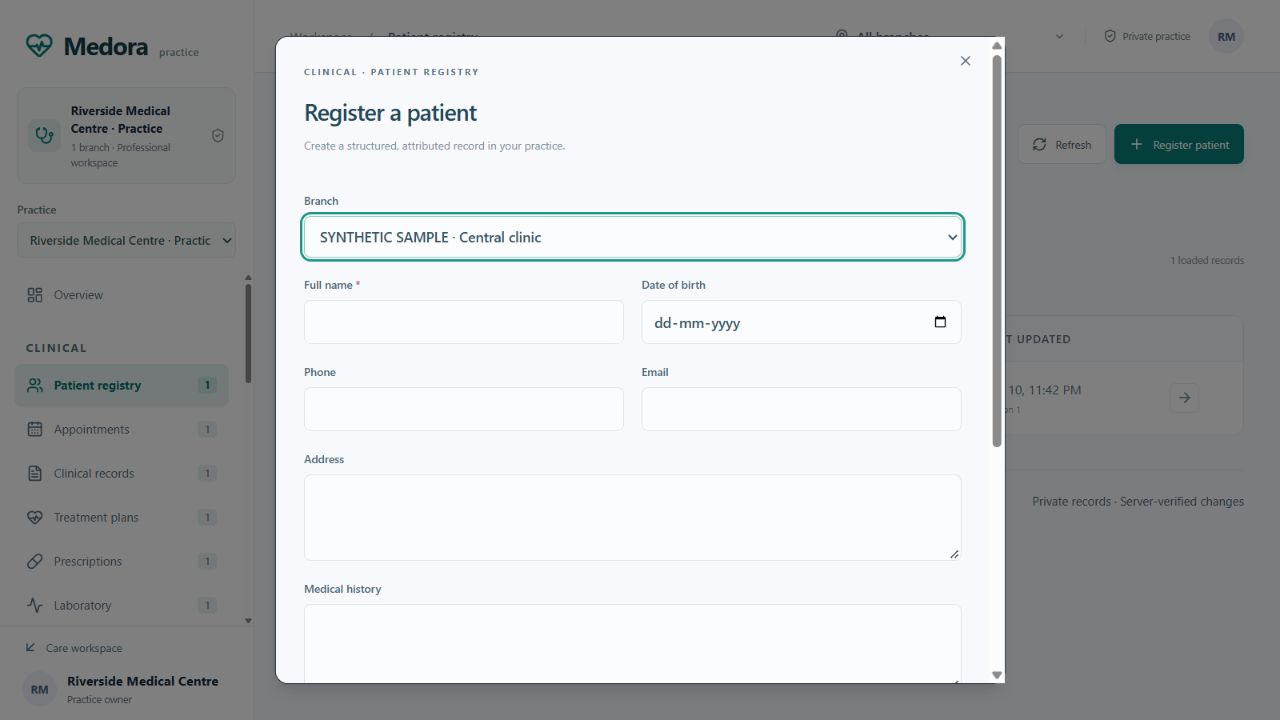 Medora practice
Riverside Medical
Centre · Practice
1 branch · Professional
workspace
Practice
Riverside Medical Centre · Practic
Overview
CLINICAL
Patient registry 1
Appointments 1
Clinical records 1
Treatment plans 1
Prescriptions 1
Laboratory 1
Care workspace
RM
Riverside Medical Centre
Practice owner
Private practice
RM
Refresh
Register patient
1 loaded records
UPDATED
10, 11:42 PM
Private records · Server-verified changes
CLINICAL · PATIENT REGISTRY
Register a patient
Create a structured, attributed record in your practice.
Branch
SYNTHETIC SAMPLE · Central clinic
Full name *
Date of birth
dd-mm-yyyy
Phone
Email
Address
Medical history